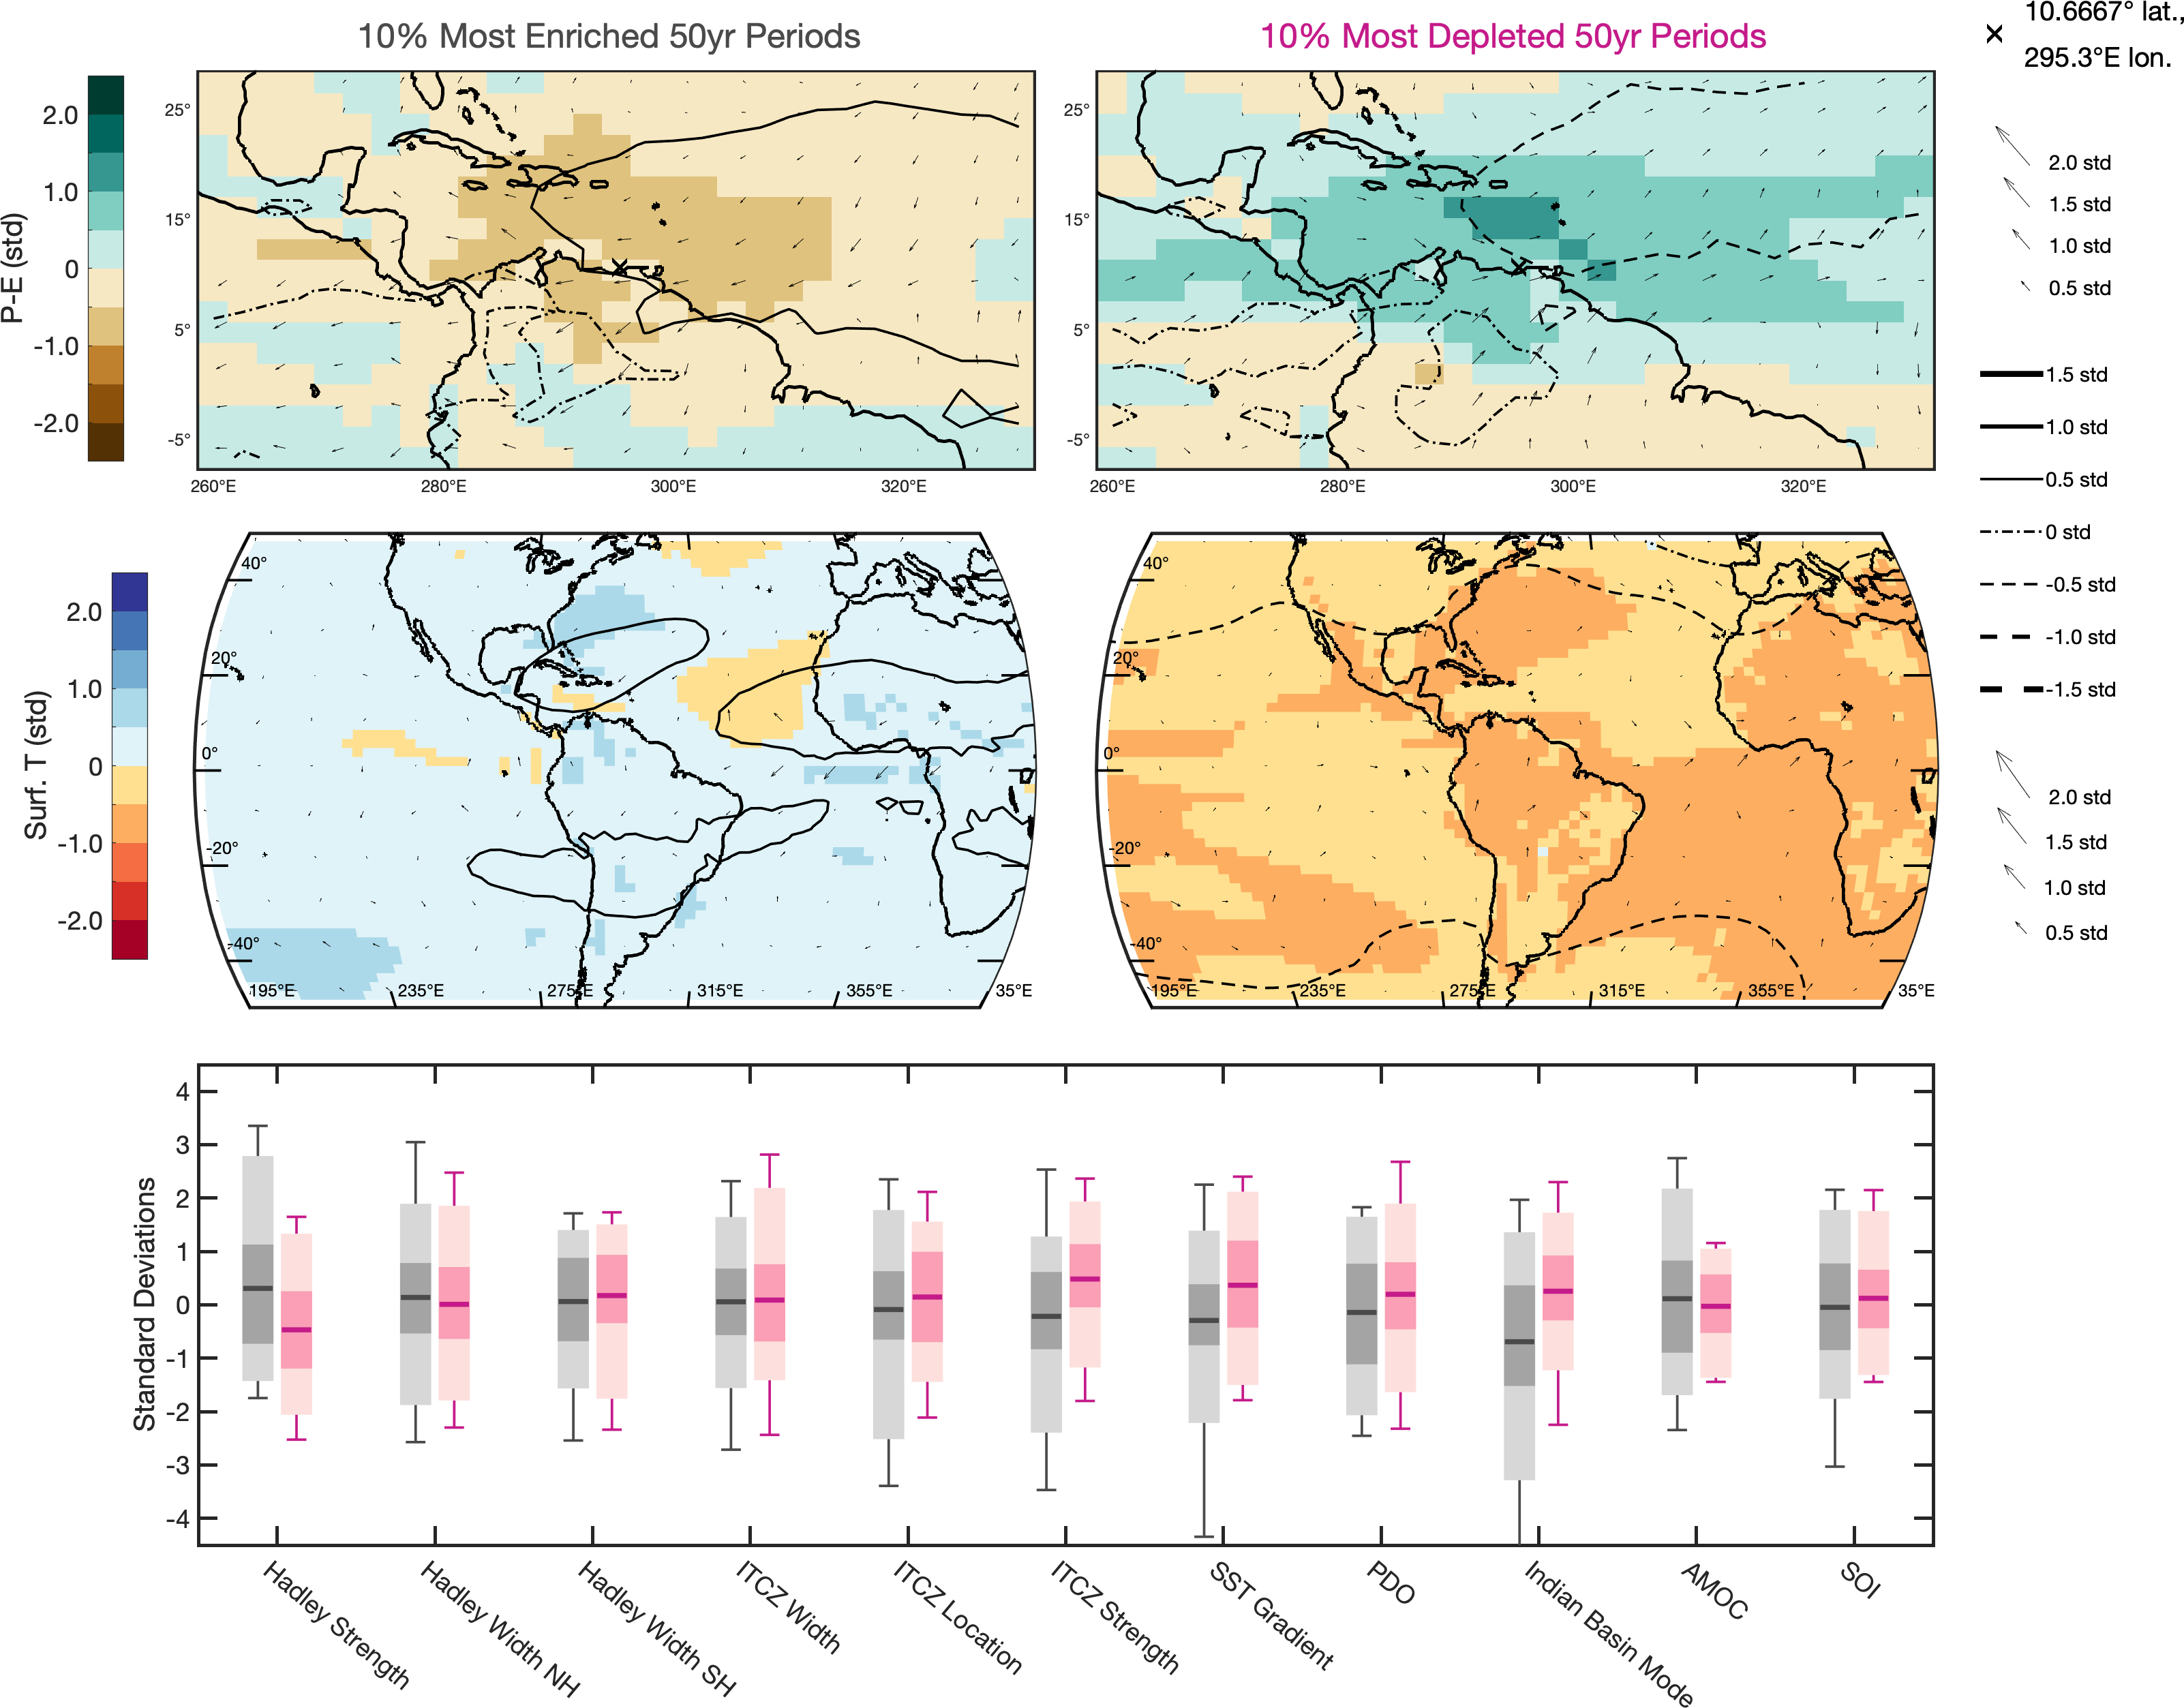 10% Most Enriched 50yr Periods
10% Most Depleted 50yr Periods
10.6667° lat.,
295.3°E lon.
P-E (std)
2.0
1.0
0
-1.0
-2.0
25°
15°
5°
-5°
260°E
280°E
300°E
320°E
25°
15°
5°
-5°
260°E
280°E
300°E
320°E
2.0 std
1.5 std
1.0 std
0.5 std
1.5 std
1.0 std
0.5 std
0 std
-0.5 std
-1.0 std
-1.5 std
Surf. T (std)
2.0
1.0
0
-1.0
-2.0
40°
20°
0°
-20°
-40°
195°E
235°E
275°E
315°E
355°E
35°E
40°
20°
0°
-20°
-40°
195°E
235°E
275°E
315°E
355°E
35°E
2.0 std
1.5 std
1.0 std
0.5 std
Standard Deviations
4
3
2
1
0
-1
-2
-3
-4
Hadley Strength
Hadley Width NH
Hadley Width SH
ITCZ Width
ITCZ Location
ITCZ Strength
SST Gradient
PDO
Indian Basin Mode
AMOC
SOI